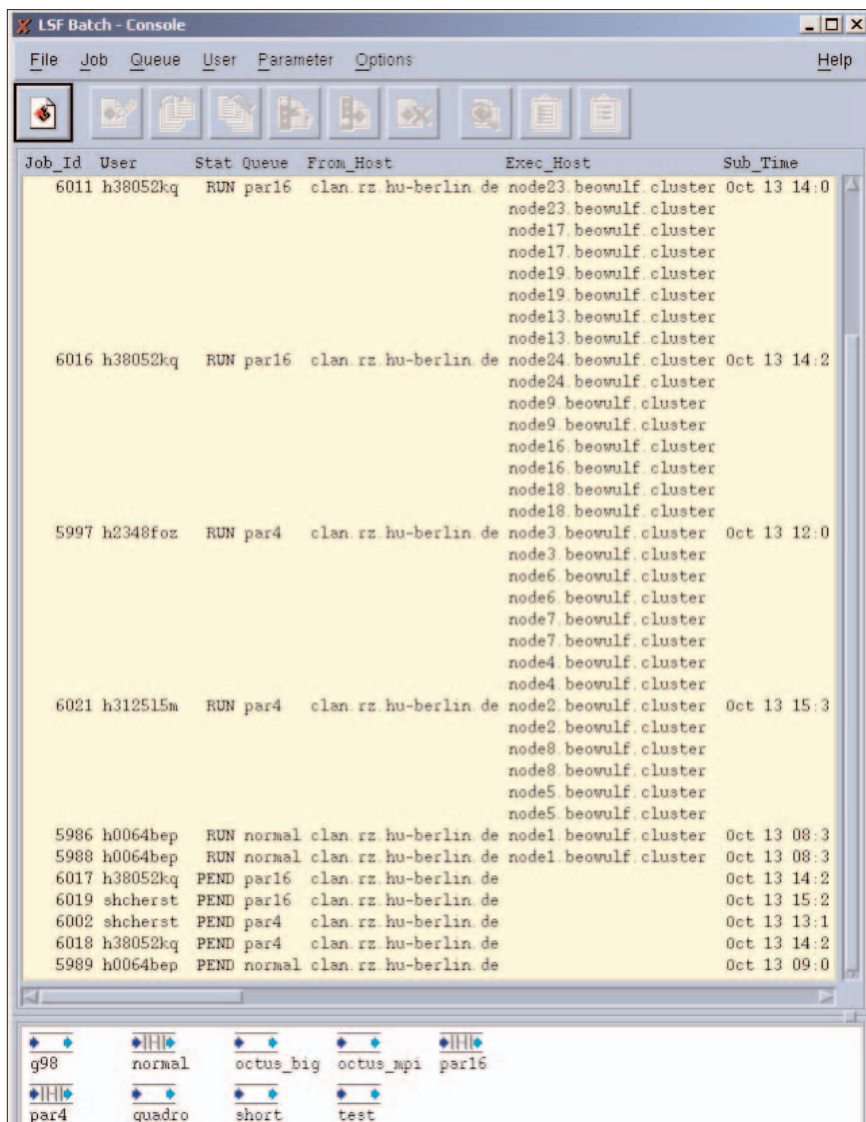 LSF Batch - Console
File Job Queue User Parameter Options Help
Job_Id User Stat Queue From_Host Exec_Host Sub_Time
6011 h38052kq RUN par16 clan.rz.hu-berlin.de node23.beowulf.cluster Oct 13 14:0
node23.beowulf.cluster
node17.beowulf.cluster
node17.beowulf.cluster
node19.beowulf.cluster
node19.beowulf.cluster
node13.beowulf.cluster
node13.beowulf.cluster
6016 h38052kq RUN par16 clan.rz.hu-berlin.de node24.beowulf.cluster Oct 13 14:2
node24.beowulf.cluster
node9.beowulf.cluster
node9.beowulf.cluster
node16.beowulf.cluster
node16.beowulf.cluster
node18.beowulf.cluster
node18.beowulf.cluster
5997 h2348foz RUN par4 clan.rz.hu-berlin.de node3.beowulf.cluster Oct 13 12:0
node3.beowulf.cluster
node6.beowulf.cluster
node6.beowulf.cluster
node7.beowulf.cluster
node7.beowulf.cluster
node4.beowulf.cluster
node4.beowulf.cluster
6021 h312515m RUN par4 clan.rz.hu-berlin.de node2.beowulf.cluster Oct 13 15:3
node2.beowulf.cluster
node8.beowulf.cluster
node8.beowulf.cluster
node5.beowulf.cluster
node5.beowulf.cluster
5986 h0064bep RUN normal clan.rz.hu-berlin.de node1.beowulf.cluster Oct 13 08:3
5988 h0064bep RUN normal clan.rz.hu-berlin.de node1.beowulf.cluster Oct 13 08:3
6017 h38052kq PEND par16 clan.rz.hu-berlin.de Oct 13 14:2
6019 shcherst PEND par16 clan.rz.hu-berlin.de Oct 13 15:2
6002 shcherst PEND par4 clan.rz.hu-berlin.de Oct 13 13:1
6018 h38052kq PEND par4 clan.rz.hu-berlin.de Oct 13 14:2
5989 h0064bep PEND normal clan.rz.hu-berlin.de Oct 13 09:0
g98 normal octus_big octus_mpi par16
par4 quadro short test